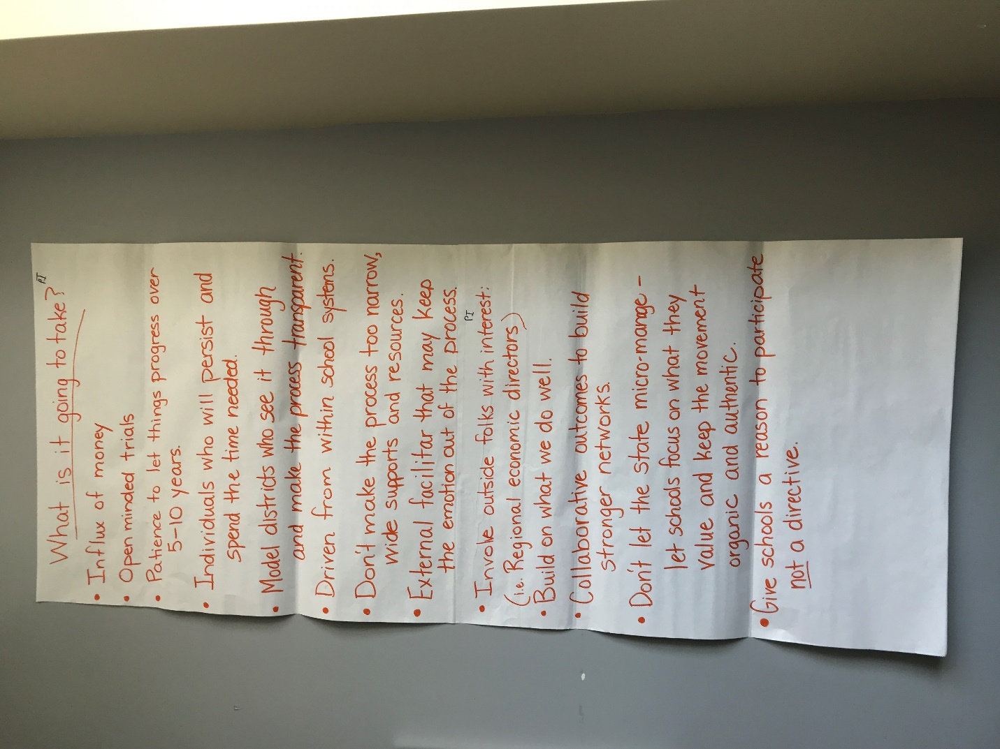 What is it going to take? PI
• Influx of money
• Open minded trials
• Patience to let things progress over
5-10 years.
• Individuals who will persist and
spend the time needed.
• Model districts who see it through
and make the process transparent.
• Driven from within school systems.
• Don't make the process too narrow,
wide supports and resources.
• External facilitar that may keep
the emotion out of the process.
PI
• Involve outside folks with interest:
(i.e. Regional economic directors)
• Build on what we do well.
• Collaborative outcomes to build
stronger networks.
• Don't let the state micro-mange -
let schools focus on what they
value and keep the movement
organic and authentic.
• Give schools a reason to participate
not a directive.